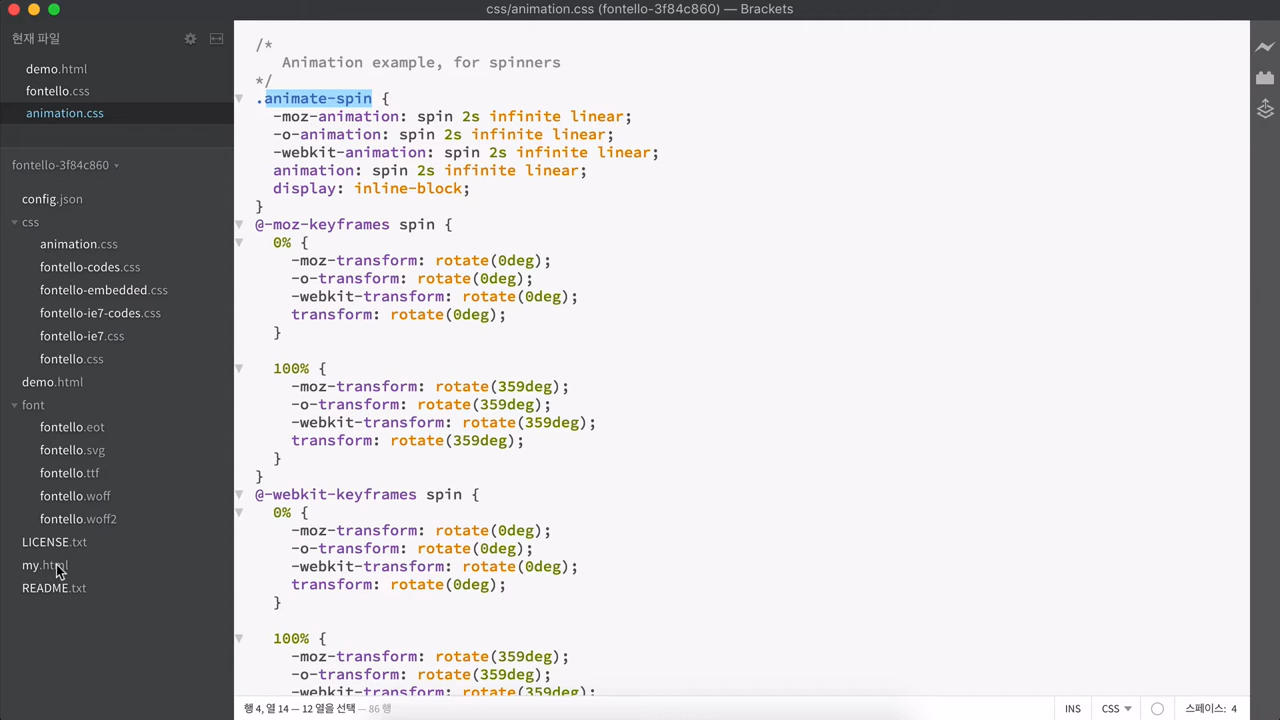 css/animation.css (fontello-3f84c860) — Brackets
현재 파일
demo.html
fontello.css
animation.css
fontello-3f84c860
config.json
css
animation.css
fontello-codes.css
fontello-embedded.css
fontello-ie7-codes.css
fontello-ie7.css
fontello.css
demo.html
font
fontello.eot
fontello.svg
fontello.ttf
fontello.woff
fontello.woff2
LICENSE.txt
my.html
README.txt
/*
   Animation example, for spinners
*/
.animate-spin {
  -moz-animation: spin 2s infinite linear;
  -o-animation: spin 2s infinite linear;
  -webkit-animation: spin 2s infinite linear;
  animation: spin 2s infinite linear;
  display: inline-block;
}
@-moz-keyframes spin {
  0% {
    -moz-transform: rotate(0deg);
    -o-transform: rotate(0deg);
    -webkit-transform: rotate(0deg);
    transform: rotate(0deg);
  }
  100% {
    -moz-transform: rotate(359deg);
    -o-transform: rotate(359deg);
    -webkit-transform: rotate(359deg);
    transform: rotate(359deg);
  }
}
@-webkit-keyframes spin {
  0% {
    -moz-transform: rotate(0deg);
    -o-transform: rotate(0deg);
    -webkit-transform: rotate(0deg);
    transform: rotate(0deg);
  }
  100% {
    -moz-transform: rotate(359deg);
    -o-transform: rotate(359deg);
    -webkit-transform: rotate(359deg);
행 4, 열 14 — 12 열을 선택 — 86 행
INS
CSS
스페이스: 4